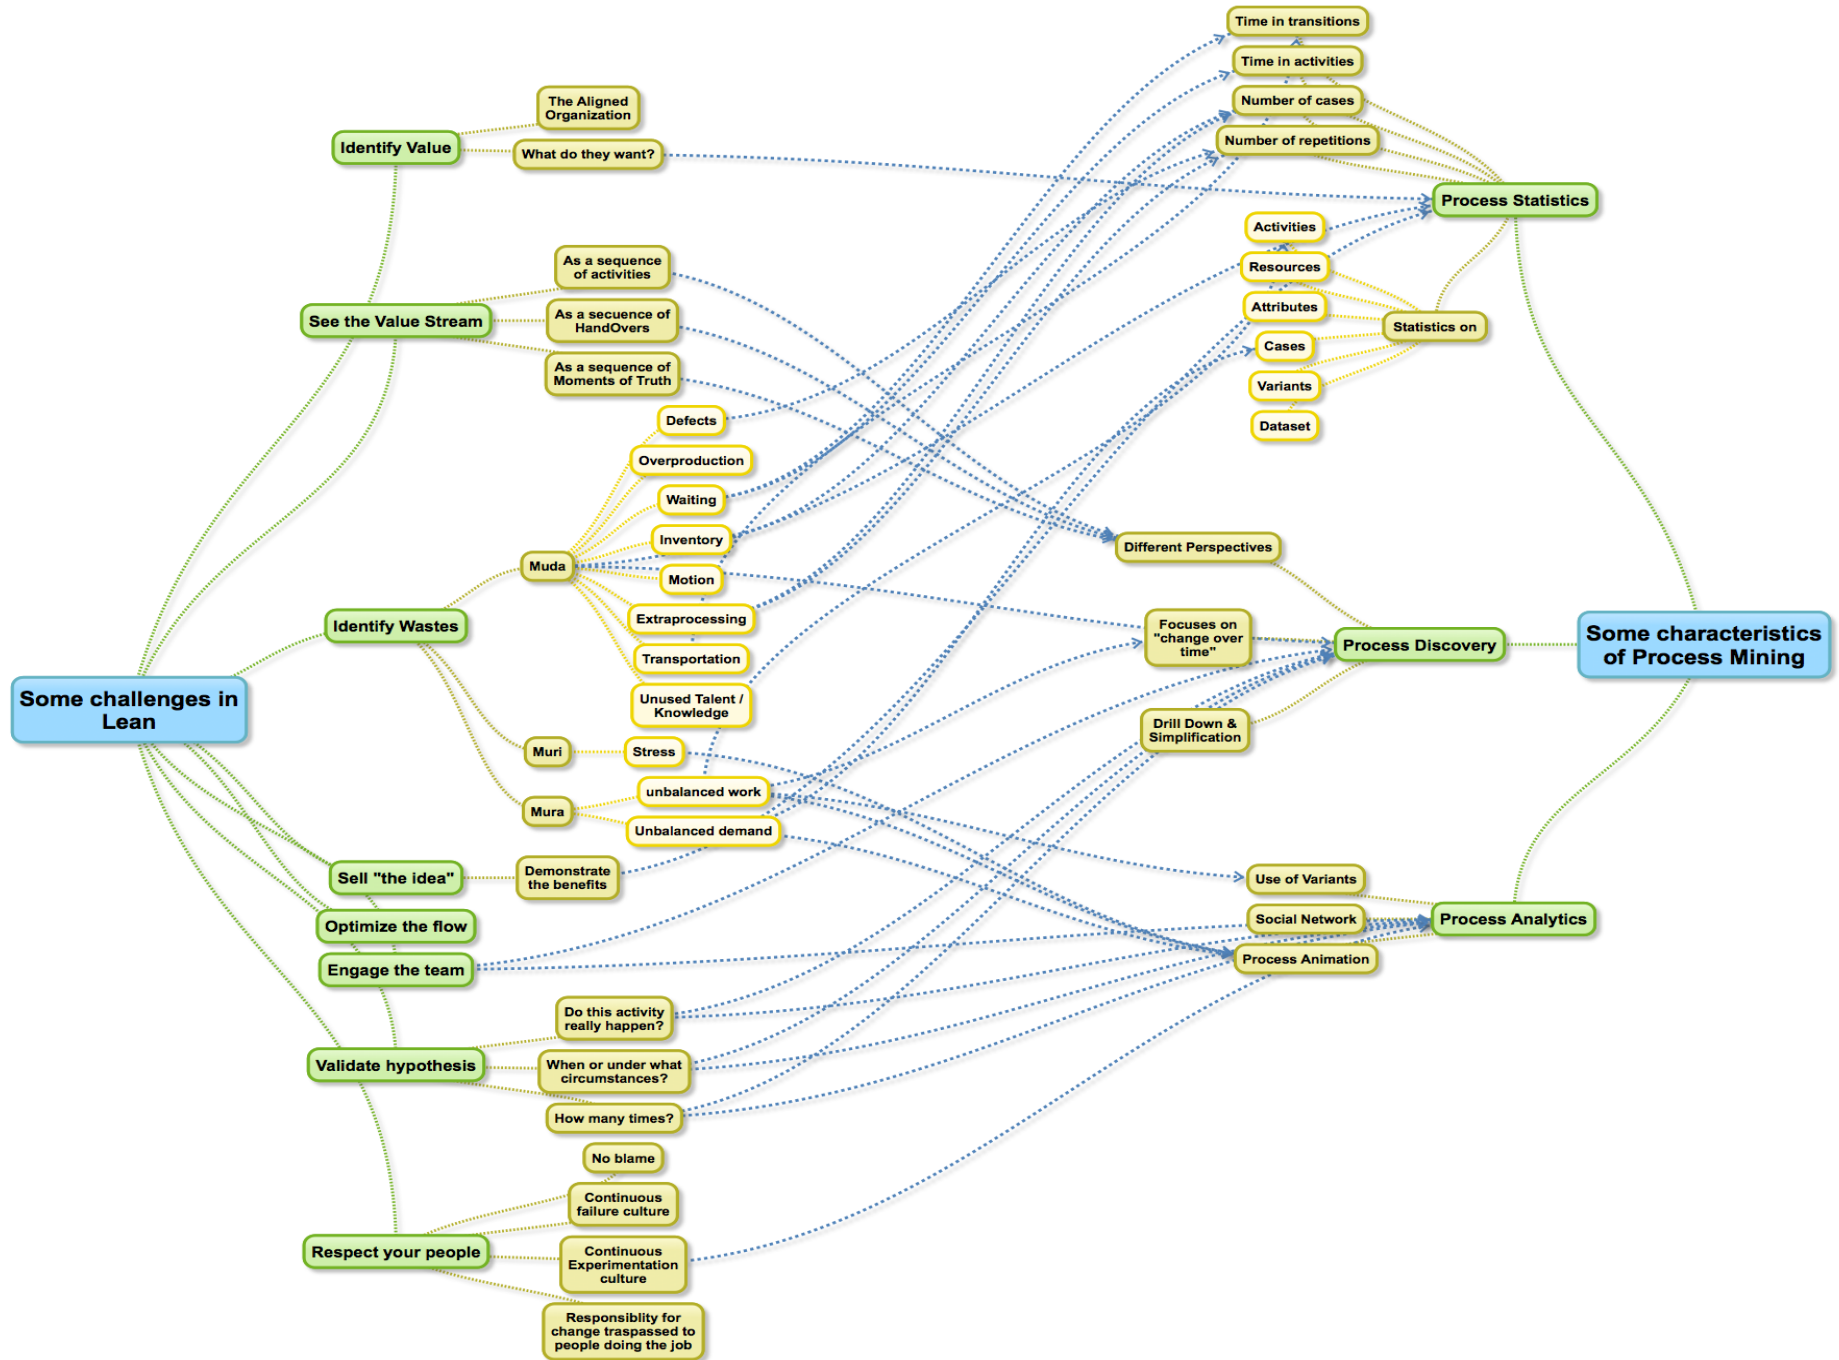 Some challenges in
Lean
Identify Value
The Aligned
Organization
What do they want?
See the Value Stream
As a sequence
of activities
As a secuence of
HandOvers
As a sequence of
Moments of Truth
Identify Wastes
Muda
Defects
Overproduction
Waiting
Inventory
Motion
Extraprocessing
Transportation
Unused Talent /
Knowledge
Muri
Stress
Mura
unbalanced work
Unbalanced demand
Sell "the idea"
Demonstrate
the benefits
Optimize the flow
Engage the team
Validate hypothesis
Do this activity
really happen?
When or under what
circumstances?
How many times?
Respect your people
No blame
Continuous
failure culture
Continuous
Experimentation
culture
Responsiblity for
change traspassed to
people doing the job
Some characteristics
of Process Mining
Process Statistics
Time in transitions
Time in activities
Number of cases
Number of repetitions
Statistics on
Activities
Resources
Attributes
Cases
Variants
Dataset
Process Discovery
Different Perspectives
Focuses on
"change over
time"
Drill Down &
Simplification
Process Analytics
Use of Variants
Social Network
Process Animation